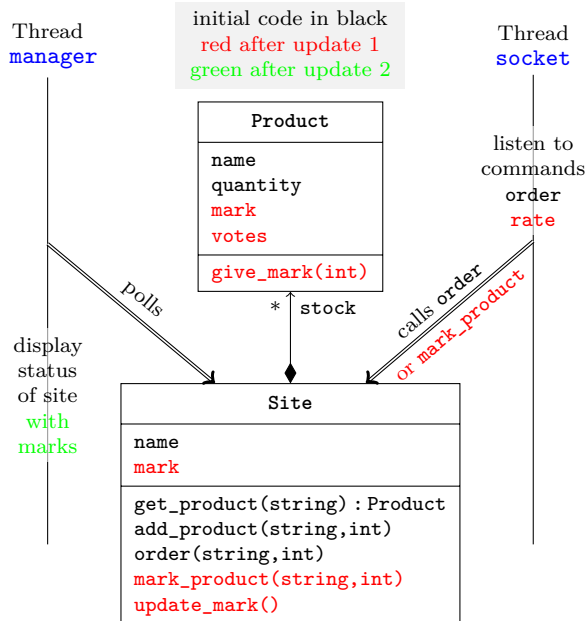 initial code in black
red after update 1
green after update 2
Thread
manager
Thread
socket
Product
name
quantity
mark
votes
give_mark(int)
listen to
commands
order
rate
polls
* stock
calls order
or mark_product
display
status
of site
with
marks
Site
name
mark
get_product(string) : Product
add_product(string,int)
order(string,int)
mark_product(string,int)
update_mark()